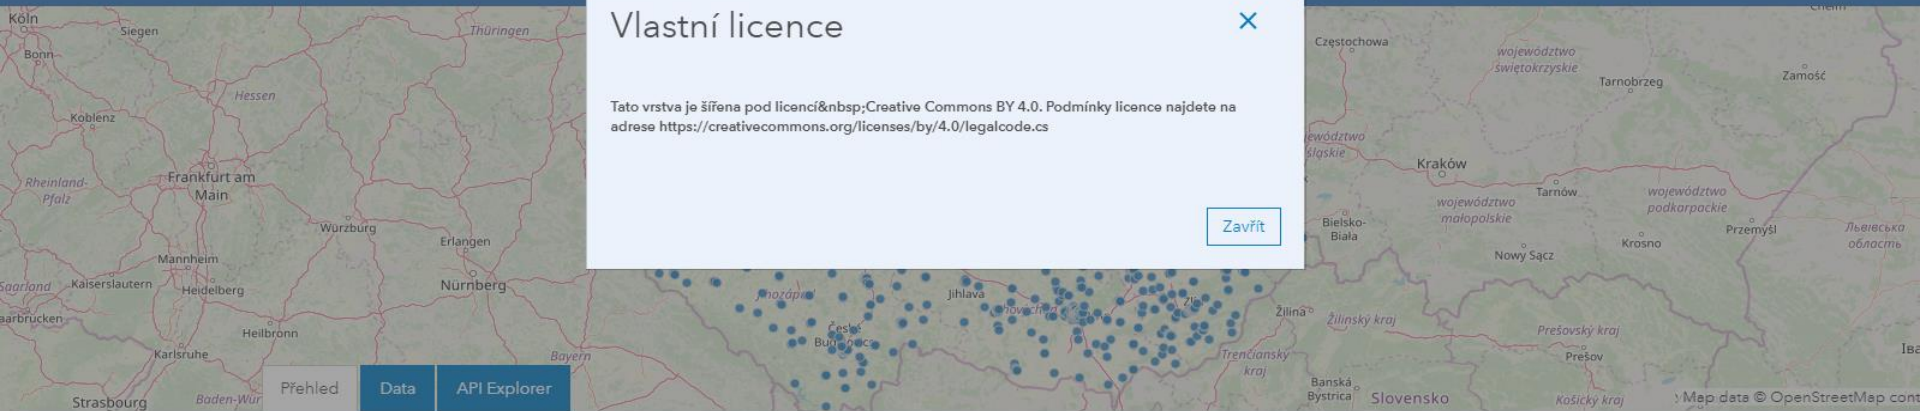 Köln
Siegen
Thüringen
Vlastní licence
Częstochowa
województwo
świętokrzyskie
Tarnobrzeg
Zamość
Bonn
Hessen
Koblenz
Tato vrstva je šířena pod licencí&nbsp;Creative Commons BY 4.0. Podmínky licence najdete na
adrese https://creativecommons.org/licenses/by/4.0/legalcode.cs
Kraków
Rheinland-
Pfalz
Frankfurt am
Main
Tarnów
województwo
małopolskie
województwo
podkarpackie
Würzburg
Erlangen
Zavřít
Bielsko-
Biała
Nowy Sącz
Krosno
Przemyśl
Львівська
область
Mannheim
Saarland
Kaiserslautern
Heidelberg
Nürnberg
Jihlava
Žilina
Žilinský kraj
aarbrücken
Heilbronn
Prešovský kraj
Karlsruhe
Bayern
Trenčiansky
kraj
Prešov
Strasbourg
Přehled
Data
API Explorer
Banská
Bystrica
Slovensko
Košický kraj
Map data © OpenStreetMap cont